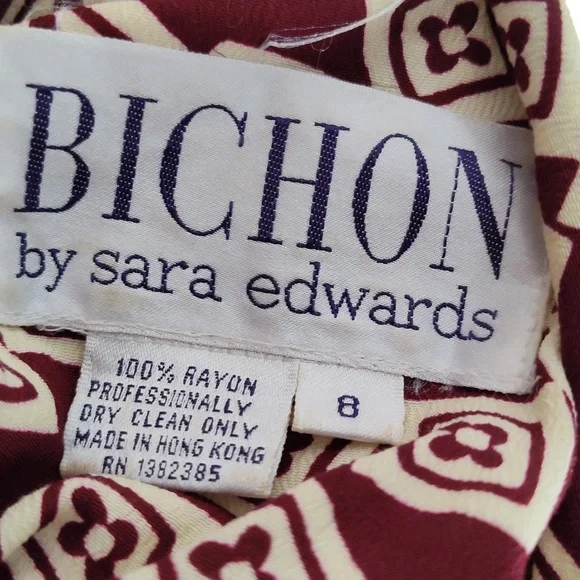 BICHON
by sara edwards
100% RAYON
PROFESSIONALLY
DRY CLEAN ONLY
MADE IN HONG KONG
RN 1382385
8